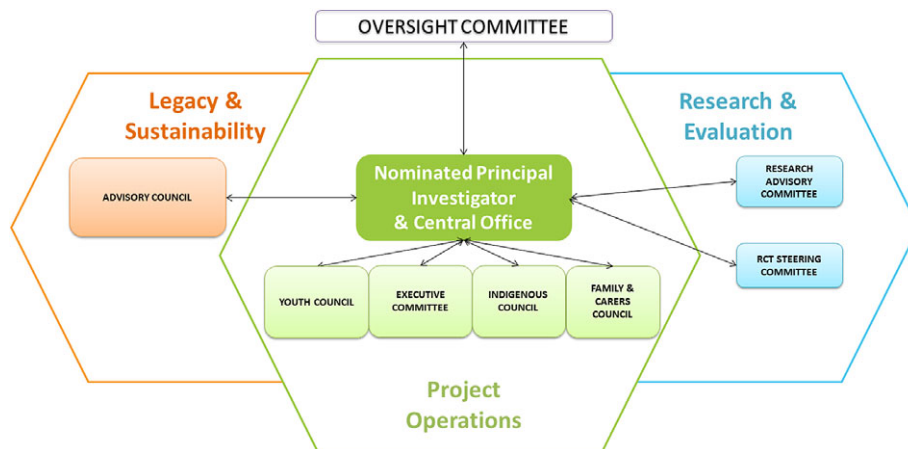 OVERSIGHT COMMITTEE
Legacy &
Sustainability
Research &
Evaluation
Nominated Principal
Investigator
& Central Office
ADVISORY COUNCIL
RESEARCH
ADVISORY
COMMITTEE
RCT STEERING
COMMITTEE
YOUTH COUNCIL
EXECUTIVE
COMMITTEE
INDIGENOUS
COUNCIL
FAMILY &
CARERS
COUNCIL
Project
Operations